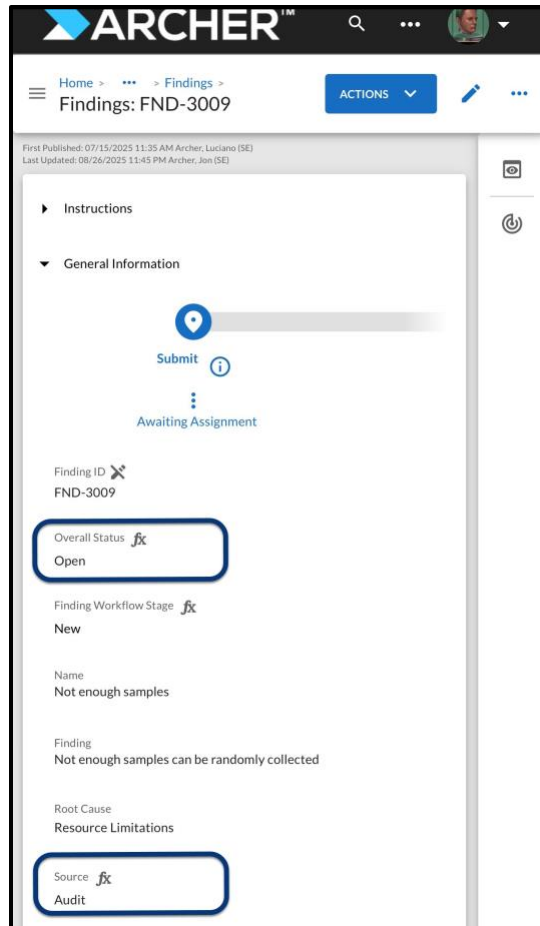 ARCHER™
Home > ... > Findings >
Findings: FND-3009
ACTIONS
First Published: 07/15/2025 11:35 AM Archer, Luciano (SE)
Last Updated: 08/26/2025 11:45 PM Archer, Jon (SE)
Instructions
General Information
Submit
Awaiting Assignment
Finding ID
FND-3009
Overall Status fx
Open
Finding Workflow Stage fx
New
Name
Not enough samples
Finding
Not enough samples can be randomly collected
Root Cause
Resource Limitations
Source fx
Audit